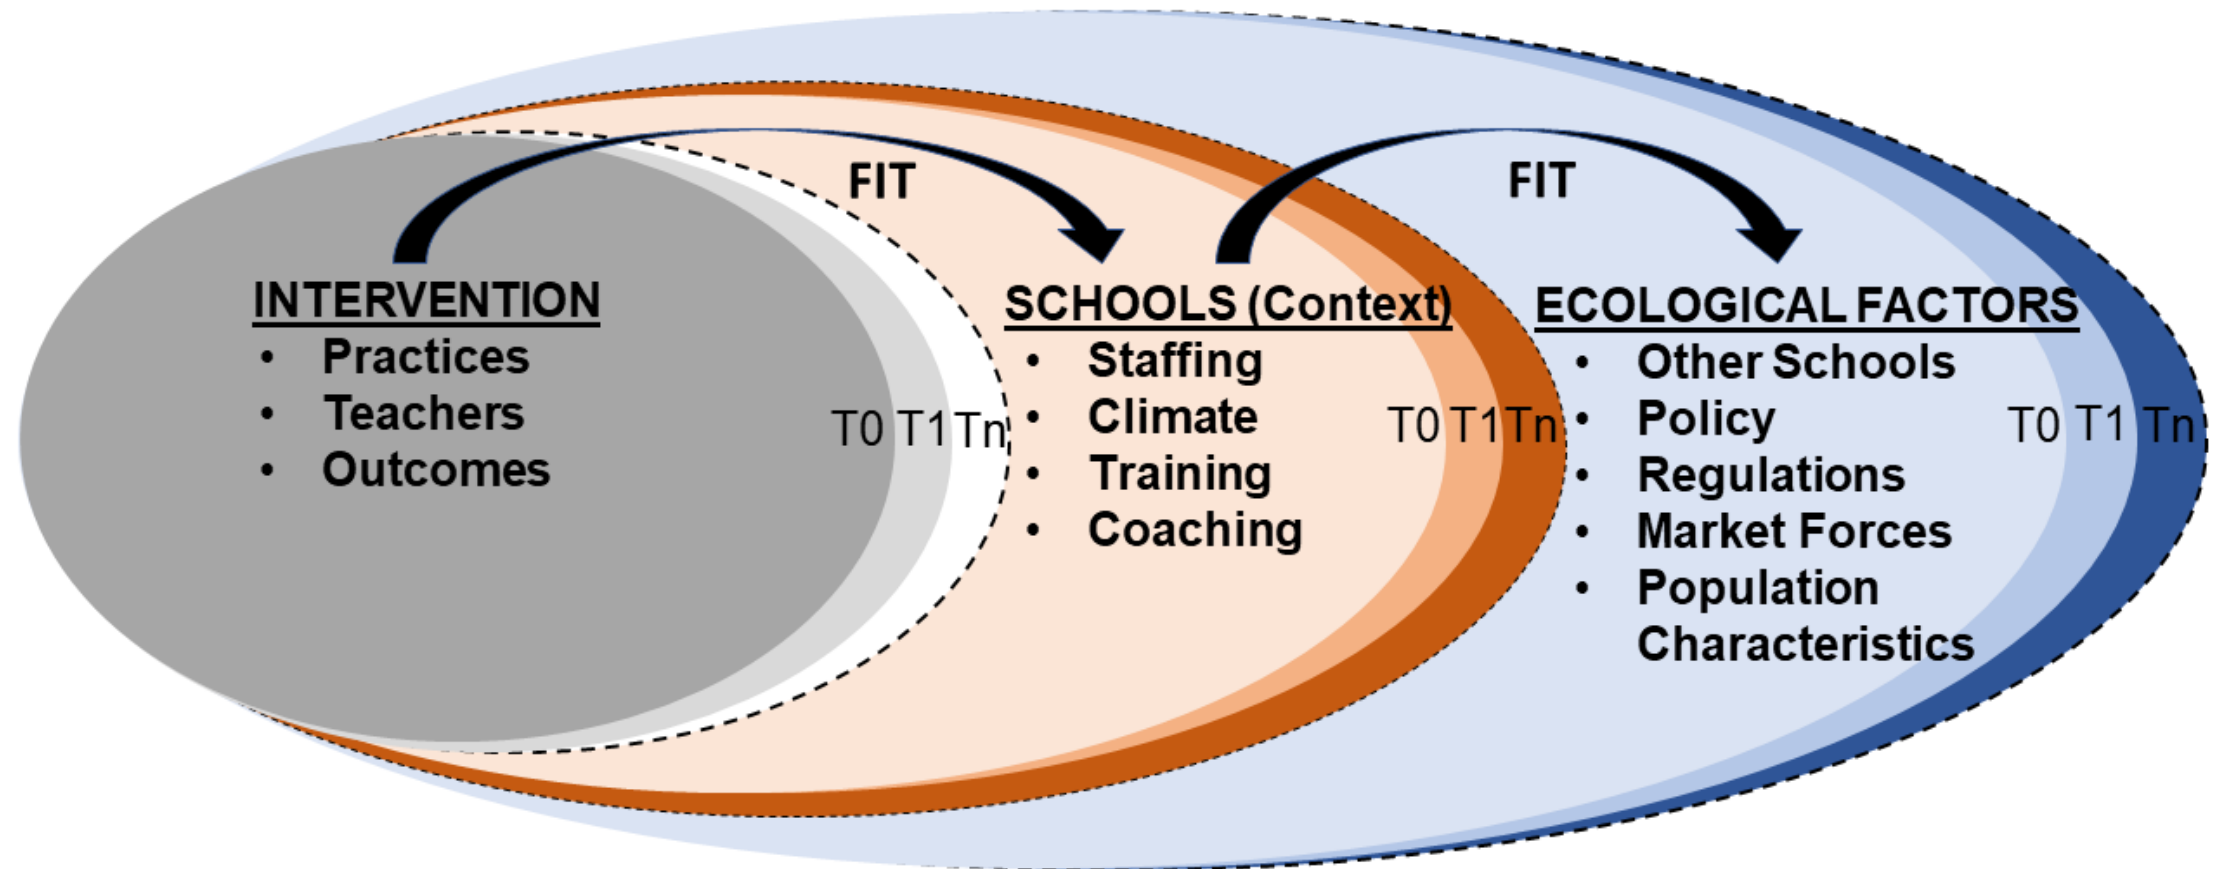 FIT
FIT
INTERVENTION
• Practices
• Teachers
• Outcomes
T0 T1 Tn
SCHOOLS (Context)
• Staffing
• Climate
• Training
• Coaching
T0 T1 Tn
ECOLOGICAL FACTORS
• Other Schools
• Policy
• Regulations
• Market Forces
• Population
Characteristics
T0 T1 Tn